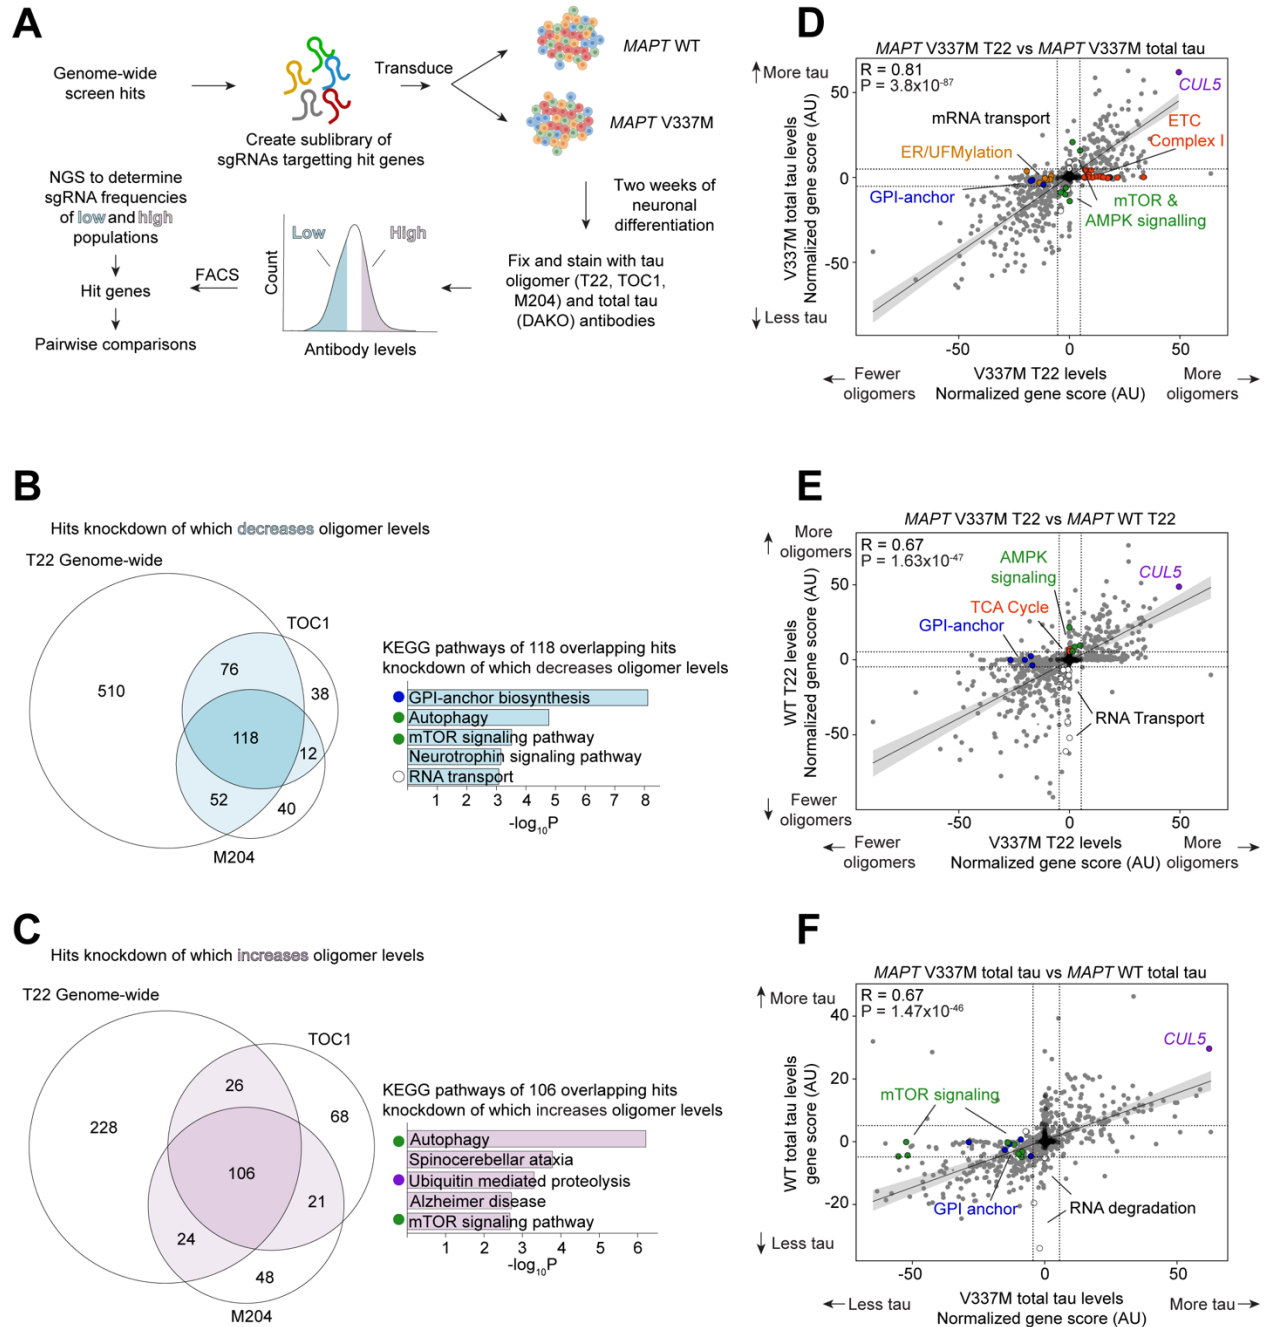 A
Genome-wide
screen hits
Create sublibrary of
sgRNAs targetting hit genes
Transduce
MAPT WT
MAPT V337M
Two weeks of
neuronal
differentiation
Fix and stain with tau
oligomer (T22, TOC1,
M204) and total tau
(DAKO) antibodies
Low
High
Count
Antibody levels
FACS
NGS to determine
sgRNA frequencies
of low and high
populations
Hit genes
Pairwise comparisons
B
Hits knockdown of which decreases oligomer levels
T22 Genome-wide
TOC1
76
510
38
118
12
52
40
M204
KEGG pathways of 118 overlapping hits
knockdown of which decreases oligomer levels
GPI-anchor biosynthesis
Autophagy
mTOR signaling pathway
Neurotrophin signaling pathway
RNA transport
1 2 3 4 5 6 7 8
-log10P
C
Hits knockdown of which increases oligomer levels
T22 Genome-wide
TOC1
26
228
68
106
21
24
48
M204
KEGG pathways of 106 overlapping hits
knockdown of which increases oligomer levels
Autophagy
Spinocerebellar ataxia
Ubiquitin mediated proteolysis
Alzheimer disease
mTOR signaling pathway
1 2 3 4 5 6
-log10P
D
MAPT V337M T22 vs MAPT V337M total tau
More tau
R = 0.81
P = 3.8x10-87
CUL5
50
mRNA transport
ETC
Complex I
ER/UFMylation
0
GPI-anchor
mTOR &
AMPK signalling
-50
V337M total tau levels
Normalized gene score (AU)
Less tau
-50 0 50
Fewer
oligomers
V337M T22 levels
Normalized gene score (AU)
More
oligomers
E
MAPT V337M T22 vs MAPT WT T22
More
oligomers
R = 0.67
P = 1.63x10-47
AMPK
signaling
CUL5
50
TCA Cycle
GPI-anchor
0
RNA Transport
-50
WT T22 levels
Normalized gene score (AU)
Fewer
oligomers
-50 0 50
Fewer
oligomers
V337M T22 levels
Normalized gene score (AU)
More
oligomers
F
MAPT V337M total tau vs MAPT WT total tau
More tau
R = 0.67
P = 1.47x10-46
40
CUL5
20
mTOR signaling
0
GPI anchor
RNA degradation
-20
WT total tau levels
gene score (AU)
Less tau
-50 0 50
Less tau
V337M total tau levels
Normalized gene score (AU)
More tau